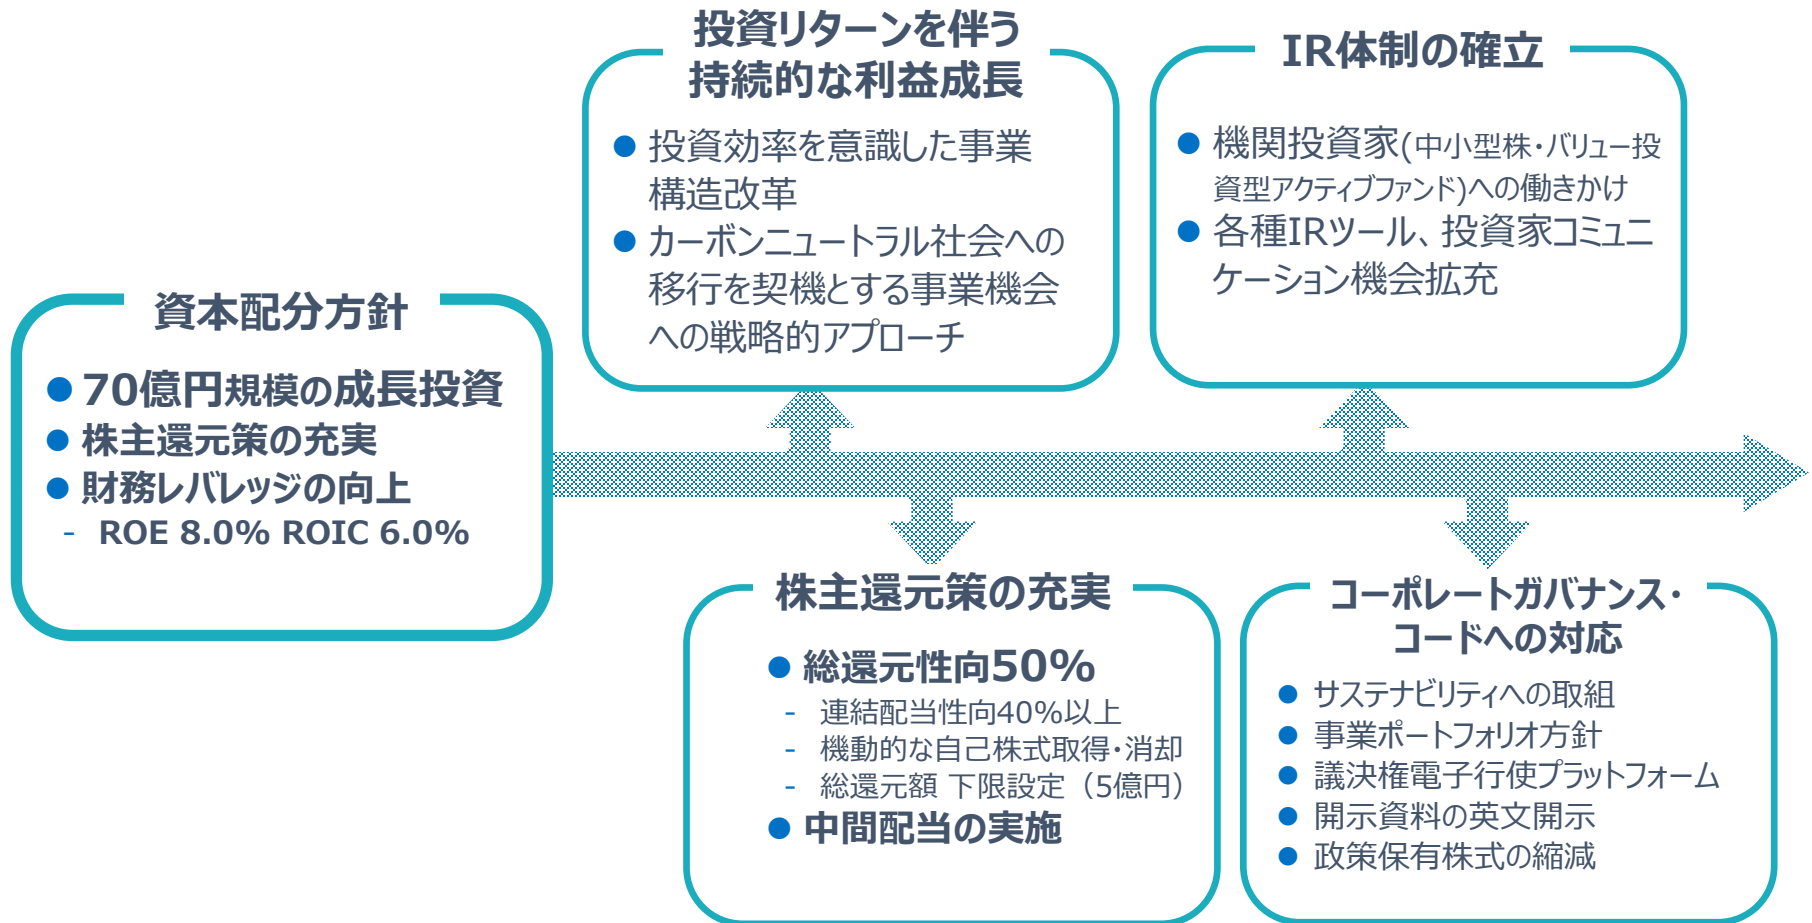 資本配分方針
● 70億円規模の成長投資
● 株主還元策の充実
● 財務レバレッジの向上
- ROE 8.0% ROIC 6.0%
投資リターンを伴う
持続的な利益成長
● 投資効率を意識した事業
構造改革
● カーボンニュートラル社会への
移行を契機とする事業機会
への戦略的アプローチ
IR体制の確立
● 機関投資家(中小型株・バリュー投
資型アクティブファンド)への働きかけ
● 各種IRツール、投資家コミュニ
ケーション機会拡充
株主還元策の充実
● 総還元性向50%
- 連結配当性向40%以上
- 機動的な自己株式取得・消却
- 総還元額 下限設定（5億円）
● 中間配当の実施
コーポレートガバナンス・
コードへの対応
● サステナビリティへの取組
● 事業ポートフォリオ方針
● 議決権電子行使プラットフォーム
● 開示資料の英文開示
● 政策保有株式の縮減